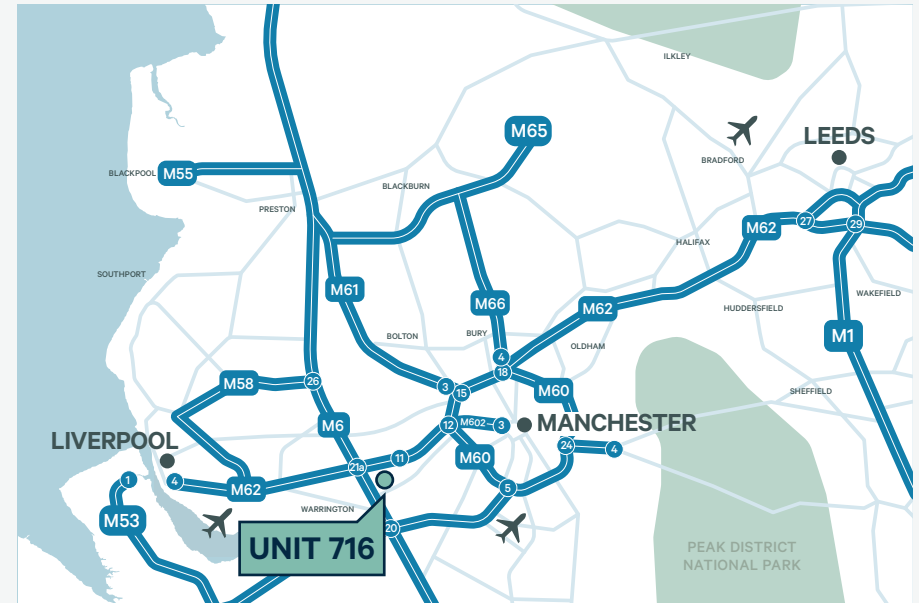 ILKLEY
M65
LEEDS
BRADFORD
BLACKPOOL
M55
BLACKBURN
PRESTON
27
29
M62
HALIFAX
SOUTHPORT
M61
WAKEFIELD
M66
M62
HUDDERSFIELD
BOLTON
BURY
M1
OLDHAM
4
18
M58
26
3
15
M60
SHEFFIELD
M6
12
M602
3
MANCHESTER
LIVERPOOL
24
4
M60
11
21a
1
4
M62
5
WARRINGTON
M53
20
UNIT 716
PEAK DISTRICT
NATIONAL PARK